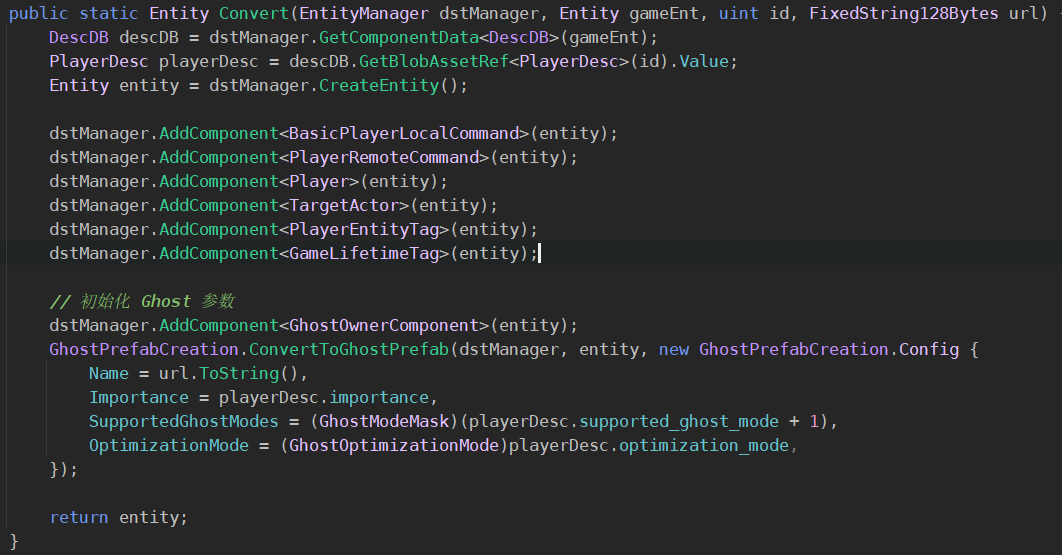 public static Entity Convert(EntityManager dstManager, Entity gameEnt, uint id, FixedString128Bytes url) {
    DescDB descDB = dstManager.GetComponentData<DescDB>(gameEnt);
    PlayerDesc playerDesc = descDB.GetBlobAssetRef<PlayerDesc>(id).Value;
    Entity entity = dstManager.CreateEntity();

    dstManager.AddComponent<BasicPlayerLocalCommand>(entity);
    dstManager.AddComponent<PlayerRemoteCommand>(entity);
    dstManager.AddComponent<Player>(entity);
    dstManager.AddComponent<TargetActor>(entity);
    dstManager.AddComponent<PlayerEntityTag>(entity);
    dstManager.AddComponent<GameLifetimeTag>(entity);

    // 初始化 Ghost 参数
    dstManager.AddComponent<GhostOwnerComponent>(entity);
    GhostPrefabCreation.ConvertToGhostPrefab(dstManager, entity, new GhostPrefabCreation.Config {
        Name = url.ToString(),
        Importance = playerDesc.importance,
        SupportedGhostModes = (GhostModeMask)(playerDesc.supported_ghost_mode + 1),
        OptimizationMode = (GhostOptimizationMode)playerDesc.optimization_mode,
    });

    return entity;
}